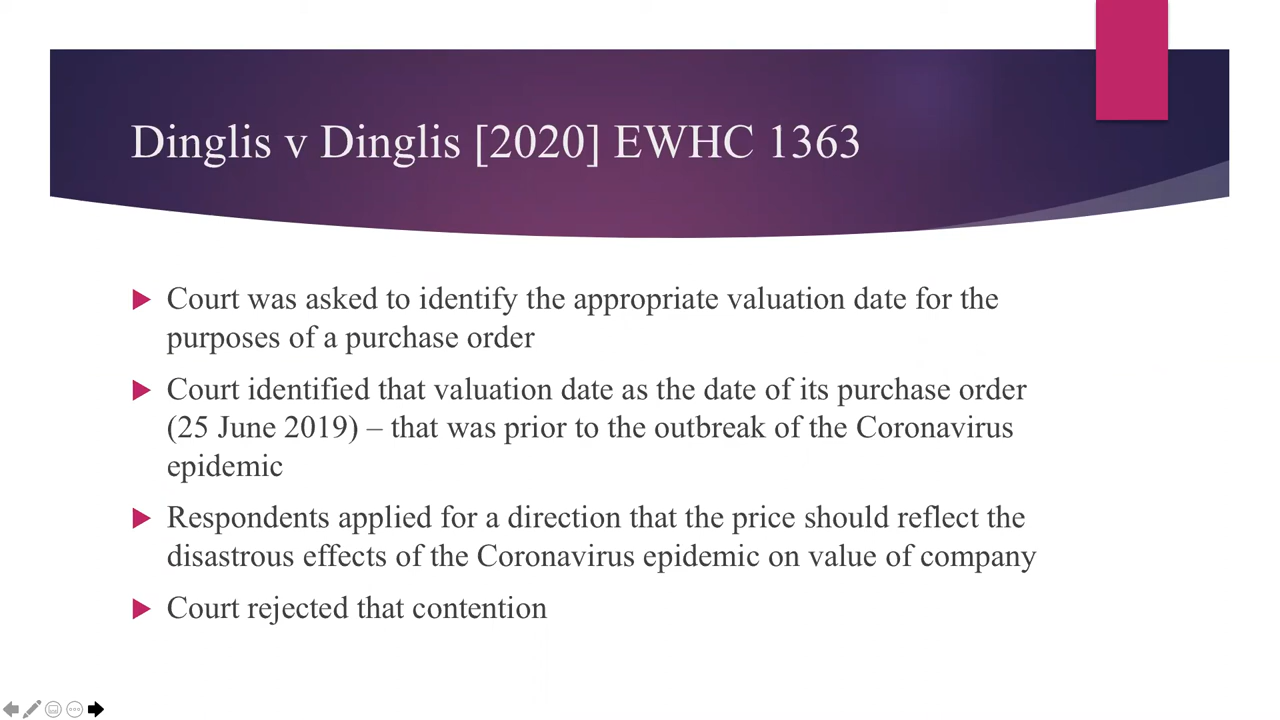 Dinglis v Dinglis [2020] EWHC 1363
Court was asked to identify the appropriate valuation date for the
purposes of a purchase order
Court identified that valuation date as the date of its purchase order
(25 June 2019) – that was prior to the outbreak of the Coronavirus
epidemic
Respondents applied for a direction that the price should reflect the
disastrous effects of the Coronavirus epidemic on value of company
Court rejected that contention